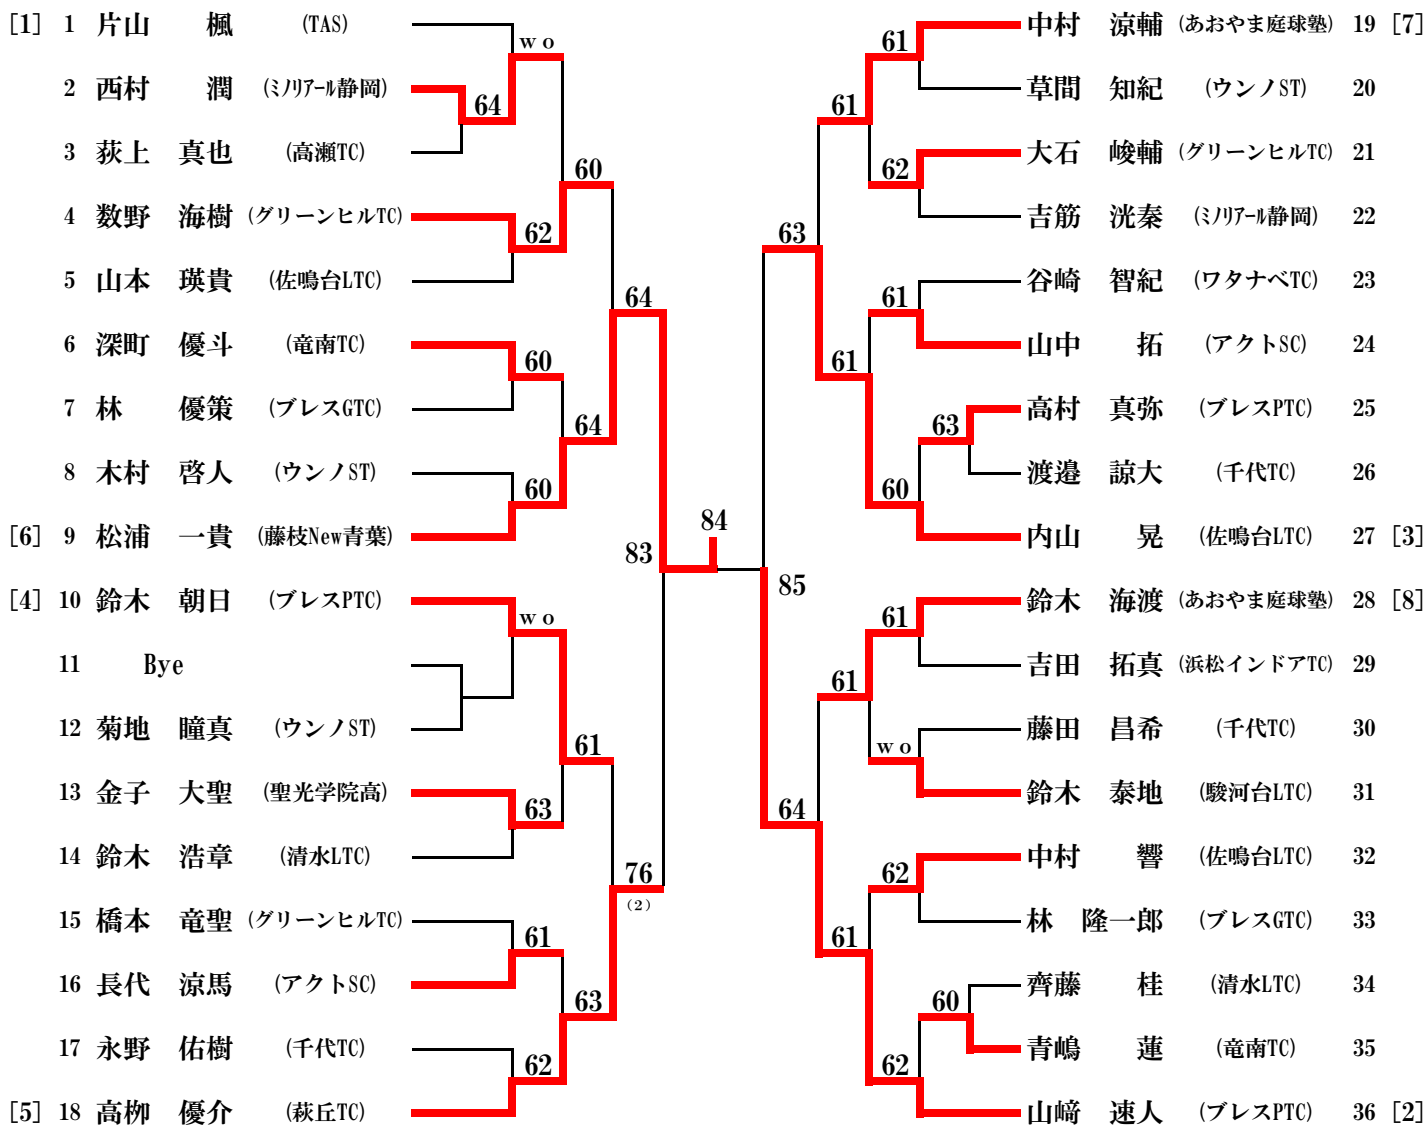 [1] 1 片山 楓 (TAS)
2 西村 潤 (ミノリアール静岡)
3 荻上 真也 (高瀬TC)
4 数野 海樹 (グリーンヒルTC)
5 山本 瑛貴 (佐鳴台LTC)
6 深町 優斗 (竜南TC)
7 林 優策 (ブレスGTC)
8 木村 啓人 (ウンノST)
[6] 9 松浦 一貴 (藤枝New青葉)
[4] 10 鈴木 朝日 (ブレスPTC)
11 Bye
12 菊地 瞳真 (ウンノST)
13 金子 大聖 (聖光学院高)
14 鈴木 浩章 (清水LTC)
15 橋本 竜聖 (グリーンヒルTC)
16 長代 涼馬 (アクトSC)
17 永野 佑樹 (千代TC)
[5] 18 高栁 優介 (萩丘TC)
64
wo
62
60
60
60
64
64
wo
63
61
61
62
63
76
(2)
83
84
85
61
62
61
61
63
60
61
63
61
wo
61
62
60
62
61
64
中村 涼輔 (あおやま庭球塾) 19 [7]
草間 知紀 (ウンノST) 20
大石 峻輔 (グリーンヒルTC) 21
吉筋 洸秦 (ミノリアール静岡) 22
谷崎 智紀 (ワタナベTC) 23
山中 拓 (アクトSC) 24
高村 真弥 (ブレスPTC) 25
渡邉 諒大 (千代TC) 26
内山 晃 (佐鳴台LTC) 27 [3]
鈴木 海渡 (あおやま庭球塾) 28 [8]
吉田 拓真 (浜松インドアTC) 29
藤田 昌希 (千代TC) 30
鈴木 泰地 (駿河台LTC) 31
中村 響 (佐鳴台LTC) 32
林 隆一郎 (ブレスGTC) 33
齊藤 桂 (清水LTC) 34
青嶋 蓮 (竜南TC) 35
山﨑 速人 (ブレスPTC) 36 [2]